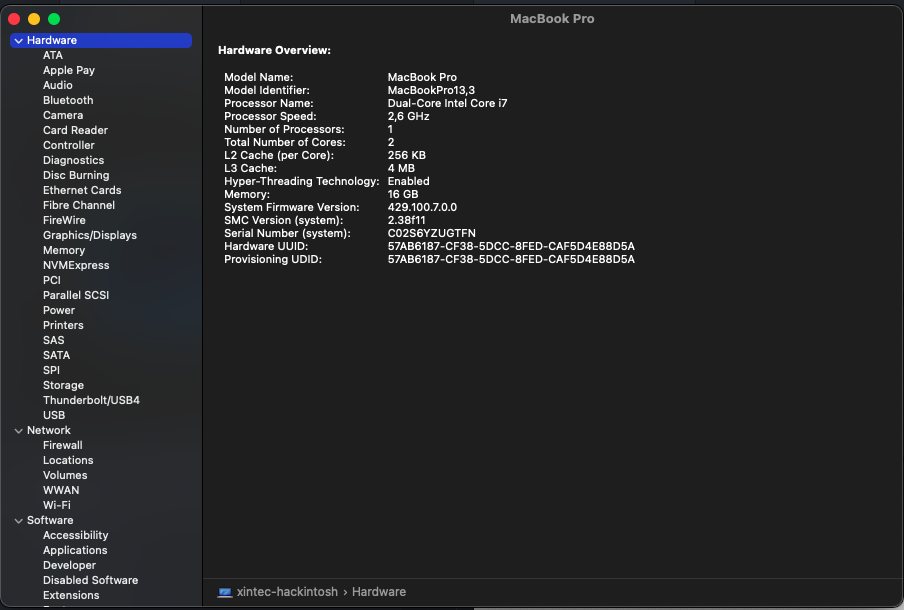 MacBook Pro
Hardware
ATA
Apple Pay
Audio
Bluetooth
Camera
Card Reader
Controller
Diagnostics
Disc Burning
Ethernet Cards
Fibre Channel
FireWire
Graphics/Displays
Memory
NVMExpress
PCI
Parallel SCSI
Power
Printers
SAS
SATA
SPI
Storage
Thunderbolt/USB4
USB
Network
Firewall
Locations
Volumes
WWAN
Wi-Fi
Software
Accessibility
Applications
Developer
Disabled Software
Extensions
Hardware Overview:
Model Name: MacBook Pro
Model Identifier: MacBookPro13,3
Processor Name: Dual-Core Intel Core i7
Processor Speed: 2,6 GHz
Number of Processors: 1
Total Number of Cores: 2
L2 Cache (per Core): 256 KB
L3 Cache: 4 MB
Hyper-Threading Technology: Enabled
Memory: 16 GB
System Firmware Version: 429.100.7.0.0
SMC Version (system): 2.38f11
Serial Number (system): C02S6YZUGTFN
Hardware UUID: 57AB6187-CF38-5DCC-8FED-CAF5D4E88D5A
Provisioning UDID: 57AB6187-CF38-5DCC-8FED-CAF5D4E88D5A
xintec-hackintosh › Hardware